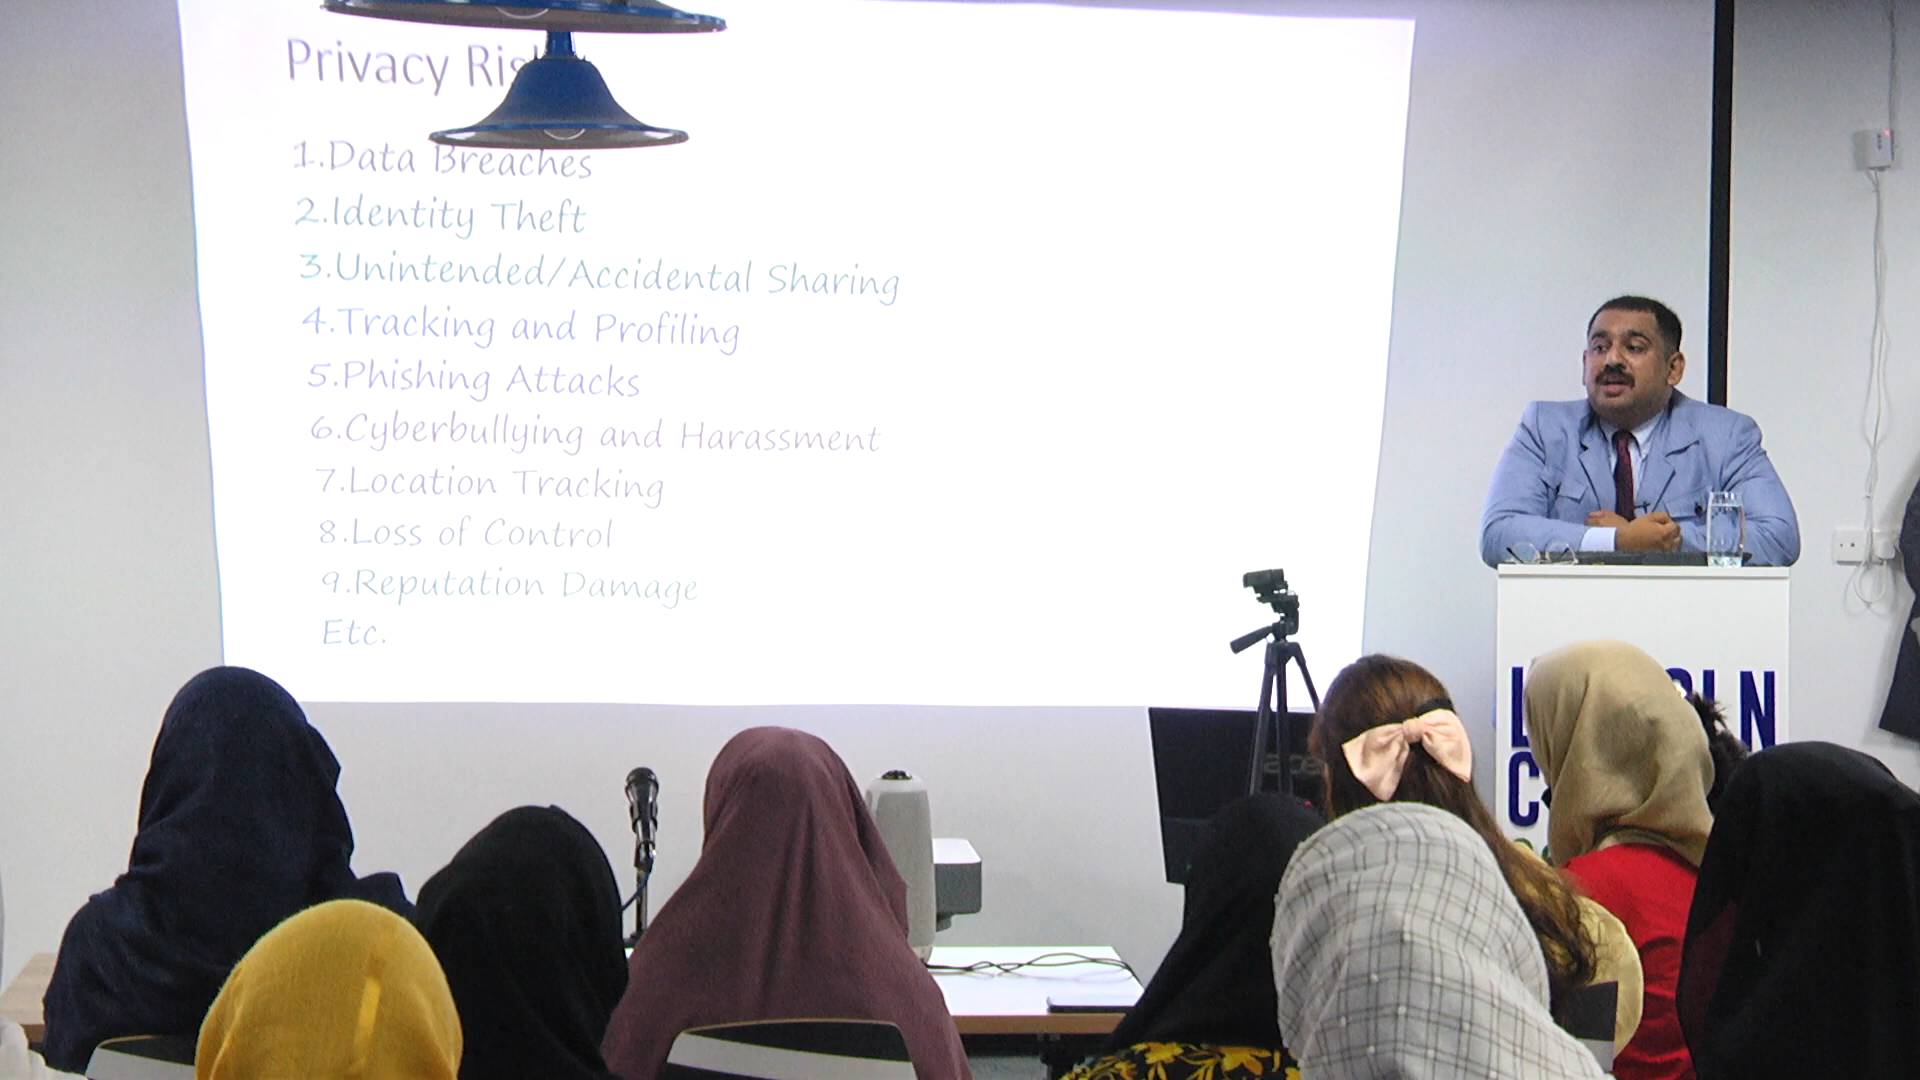 Privacy Ris
1.Data Breaches
2.Identity Theft
3.Unintended/Accidental Sharing
4.Tracking and Profiling
5.Phishing Attacks
6.Cyberbullying and Harassment
7.Location Tracking
8.Loss of Control
9.Reputation Damage
Etc.
ace